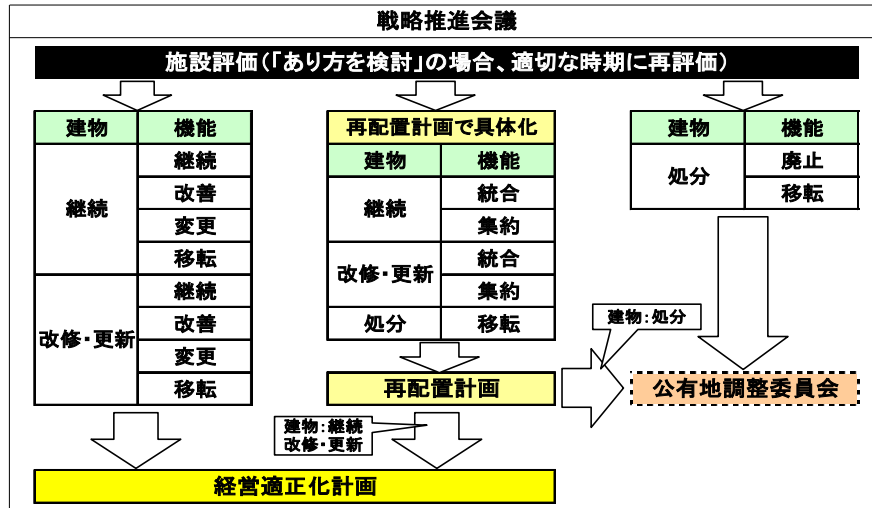 戦略推進会議
施設評価(「あり方を検討」の場合、適切な時期に再評価)
建物 機能
継続 継続
改善
変更
移転
改修・更新 継続
改善
変更
移転
再配置計画で具体化
建物 機能
継続 統合
集約
改修・更新 統合
集約
処分 移転
再配置計画
建物 機能
処分 廃止
移転
建物:処分
公有地調整委員会
建物:継続
改修・更新
経営適正化計画